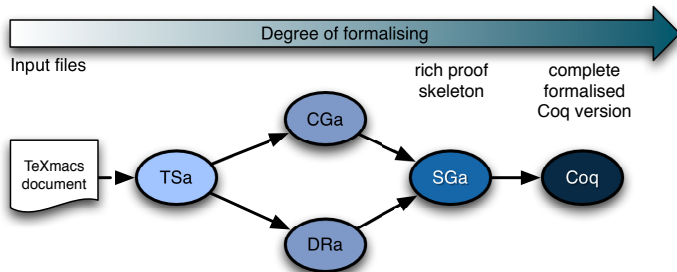 Degree of formalising
Input files
rich proof
skeleton
complete
formalised
Coq version
CGa
TeXmacs
document
TSa
SGa
Coq
DRa